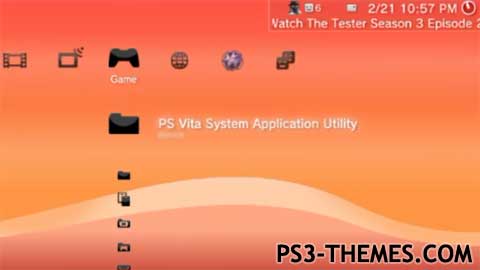 6 2/21 10:57 PM
Watch The Tester Season 3 Episode 2
Game
PS Vita System Application Utility
PS3-THEMES.COM